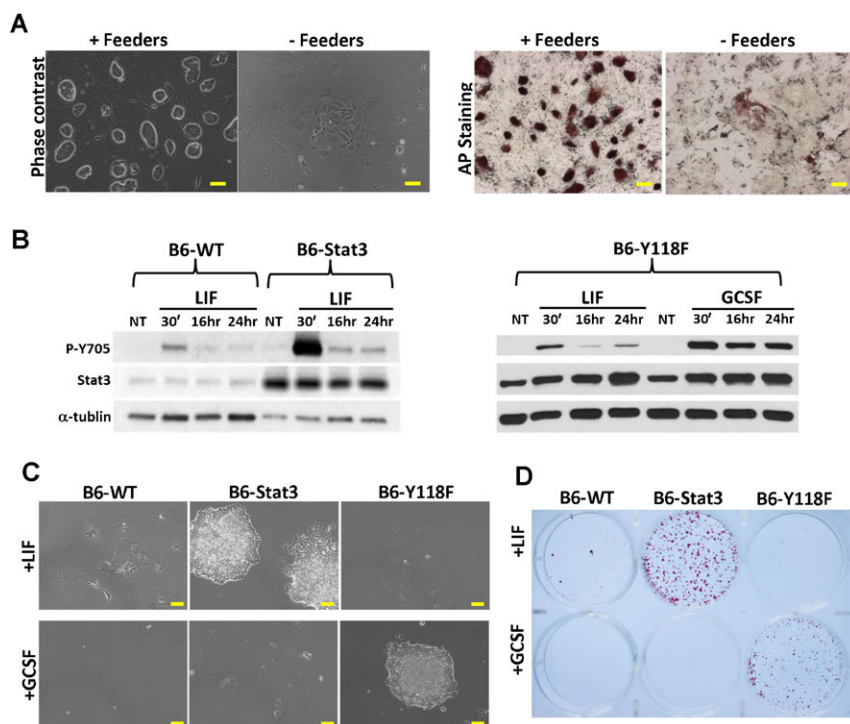 A
+ Feeders - Feeders + Feeders - Feeders
Phase contrast
AP Staining
B
B6-WT B6-Stat3 B6-Y118F
LIF LIF LIF GCSF
NT 30′ 16hr 24hr NT 30′ 16hr 24hr NT 30′ 16hr 24hr NT 30′ 16hr 24hr
P-Y705
Stat3
α-tublin
C
B6-WT B6-Stat3 B6-Y118F
+LIF
+GCSF
D
B6-WT B6-Stat3 B6-Y118F
+LIF
+GCSF